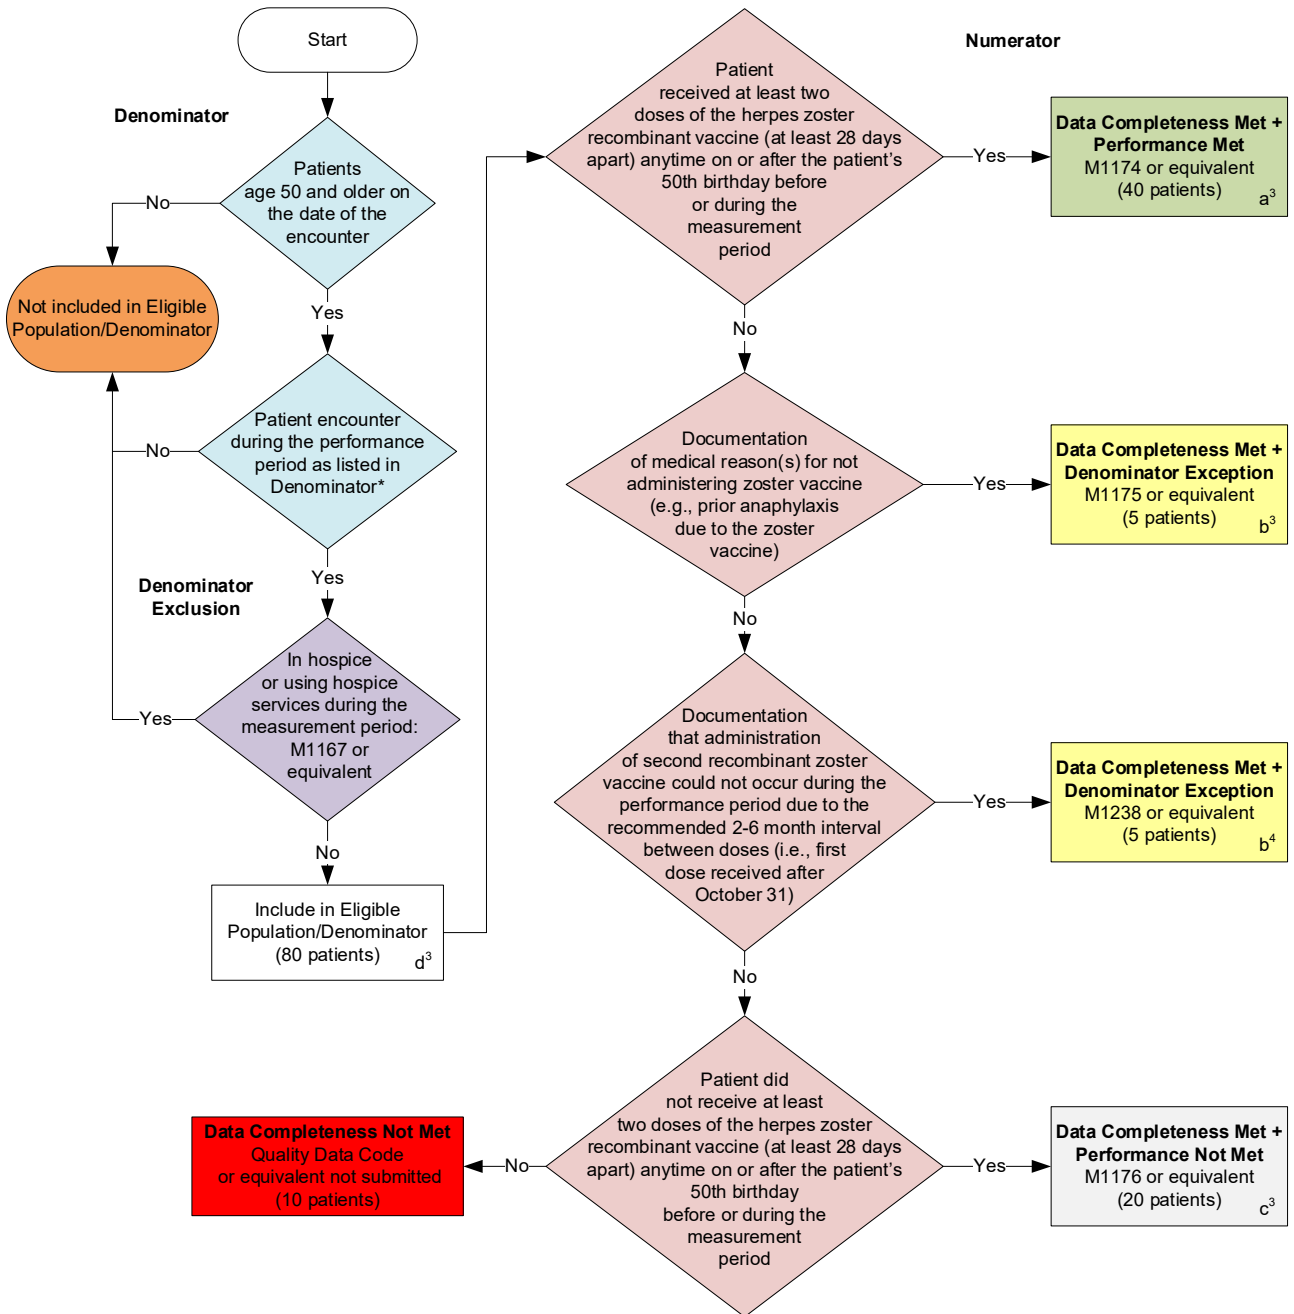 Start
Denominator
Patients
age 50 and older on
the date of the
encounter
No
Not included in Eligible
Population/Denominator
Yes
Patient encounter
during the performance
period as listed in
Denominator*
No
Yes
Denominator
Exclusion
In hospice
or using hospice
services during the
measurement period:
M1167 or
equivalent
Yes
No
Include in Eligible
Population/Denominator
(80 patients)
d³
Numerator
Patient
received at least two
doses of the herpes zoster
recombinant vaccine (at least 28 days
apart) anytime on or after the patient’s
50th birthday before
or during the
measurement
period
Yes
Data Completeness Met +
Performance Met
M1174 or equivalent
(40 patients)
a³
No
Documentation
of medical reason(s) for not
administering zoster vaccine
(e.g., prior anaphylaxis
due to the zoster
vaccine)
Yes
Data Completeness Met +
Denominator Exception
M1175 or equivalent
(5 patients)
b³
No
Documentation
that administration
of second recombinant zoster
vaccine could not occur during the
performance period due to the
recommended 2-6 month interval
between doses (i.e., first
dose received after
October 31)
Yes
Data Completeness Met +
Denominator Exception
M1238 or equivalent
(5 patients)
b⁴
No
Patient did
not receive at least
two doses of the herpes zoster
recombinant vaccine (at least 28 days
apart) anytime on or after the patient’s
50th birthday
before or during the
measurement
period
Yes
Data Completeness Met +
Performance Not Met
M1176 or equivalent
(20 patients)
c³
No
Data Completeness Not Met
Quality Data Code
or equivalent not submitted
(10 patients)